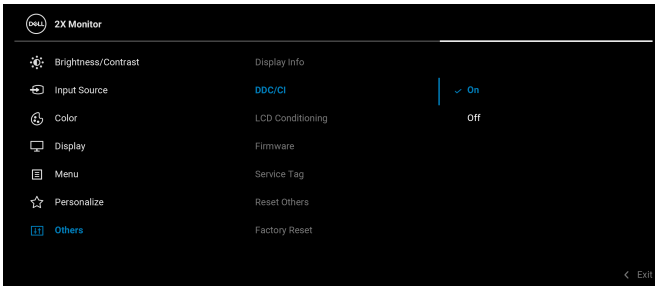 DELL 2X Monitor
Brightness/Contrast Display Info
Input Source DDC/CI On
Color LCD Conditioning Off
Display Firmware
Menu Service Tag
Personalize Reset Others
Others Factory Reset
Exit